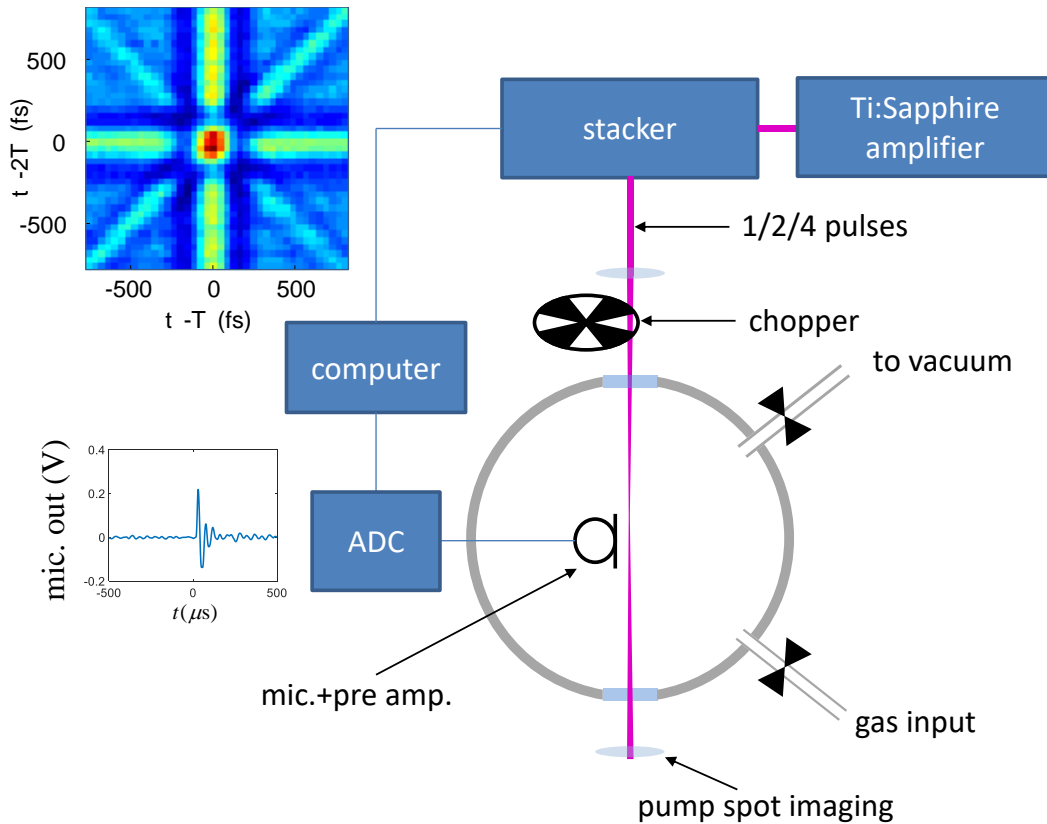 500
0
-500
t -2T (fs)
-500
0
500
t -T (fs)
stacker
Ti:Sapphire
amplifier
1/2/4 pulses
chopper
to vacuum
computer
mic. out (V)
0.4
0.2
0
-0.2
-500
0
500
t(μs)
ADC
mic.+pre amp.
gas input
pump spot imaging